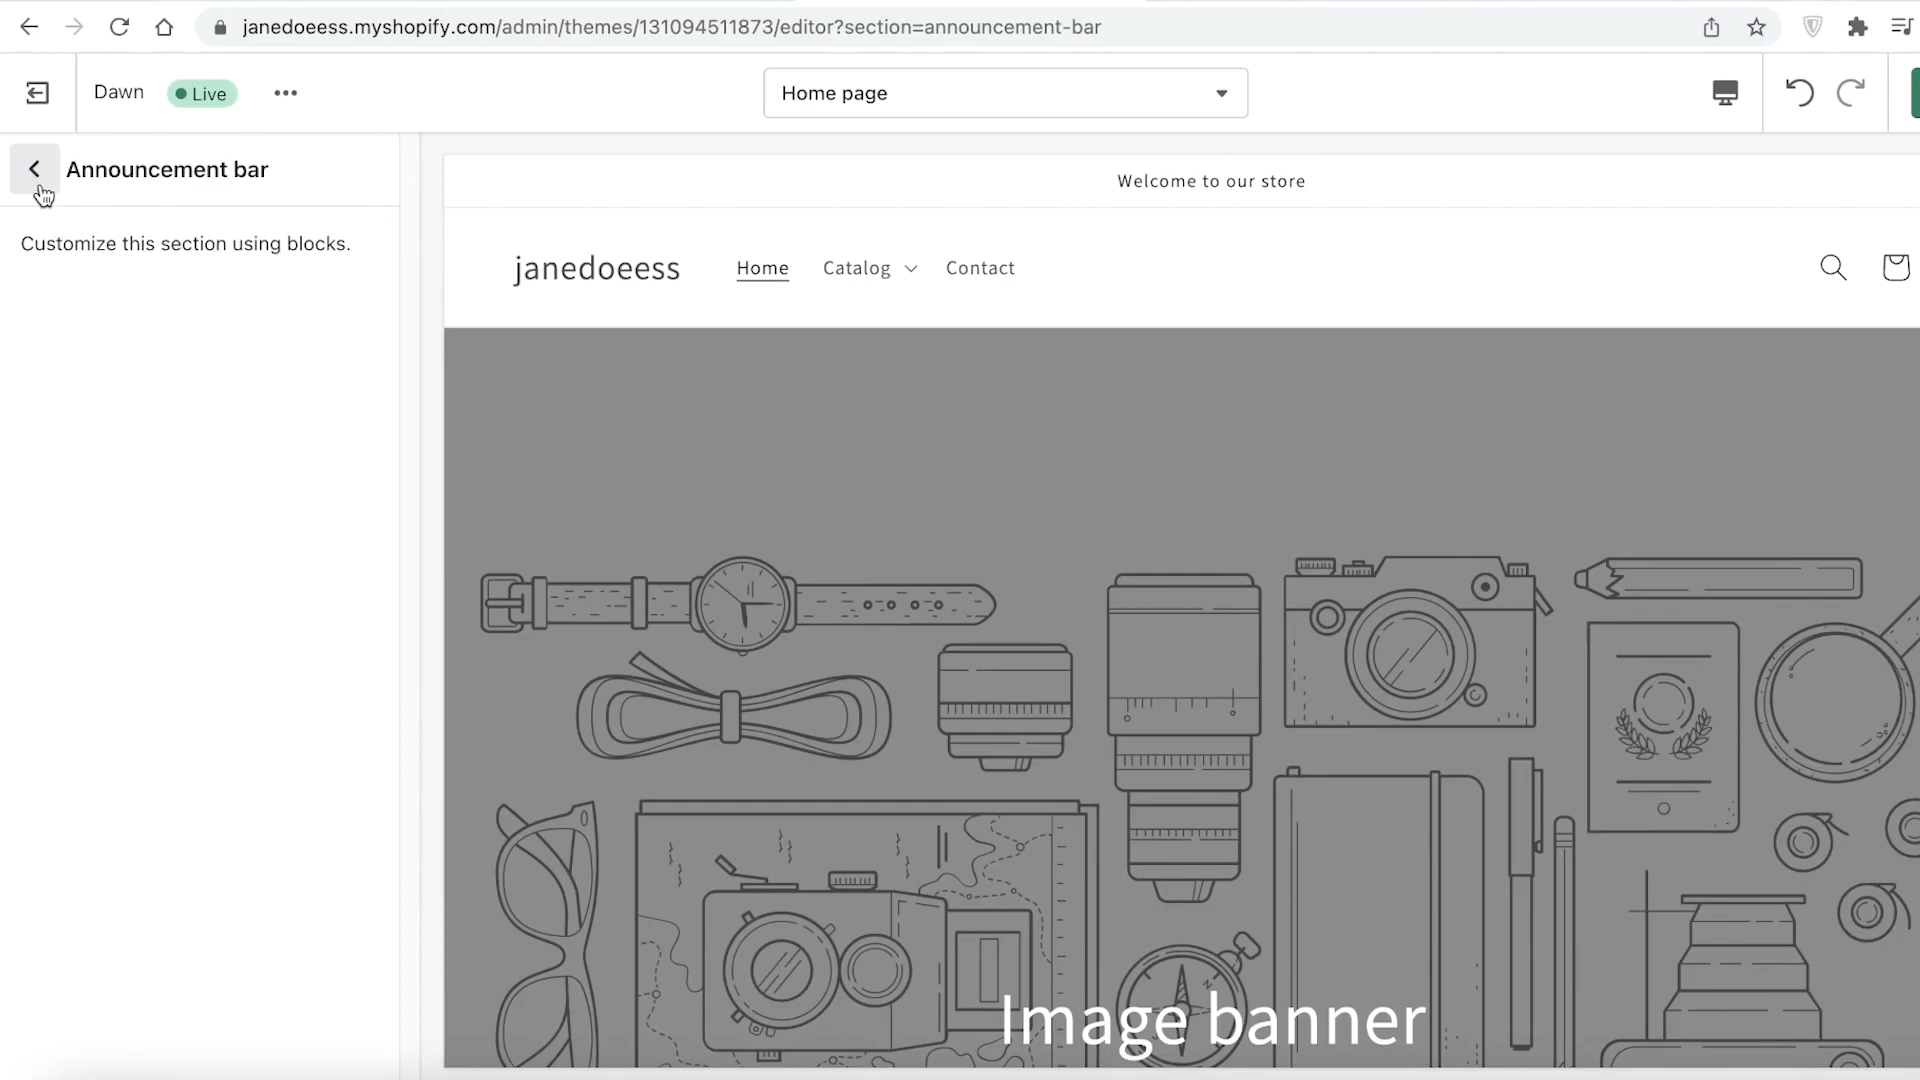 janedoeess.myshopify.com/admin/themes/131094511873/editor?section=announcement-bar
Dawn
Live
Home page
Announcement bar
Customize this section using blocks.
Welcome to our store
janedoeess
Home
Catalog
Contact
Image banner